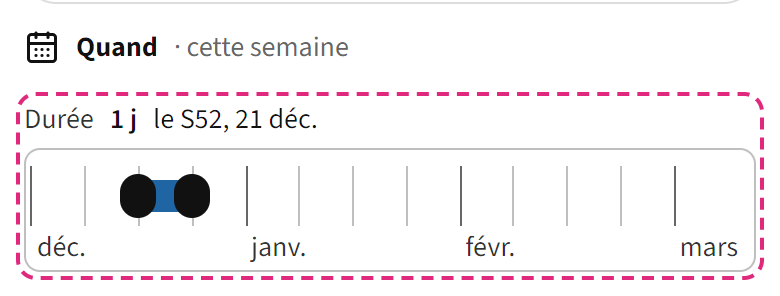 Quand · cette semaine
Durée 1 j le S52, 21 déc.
déc. janv. févr. mars